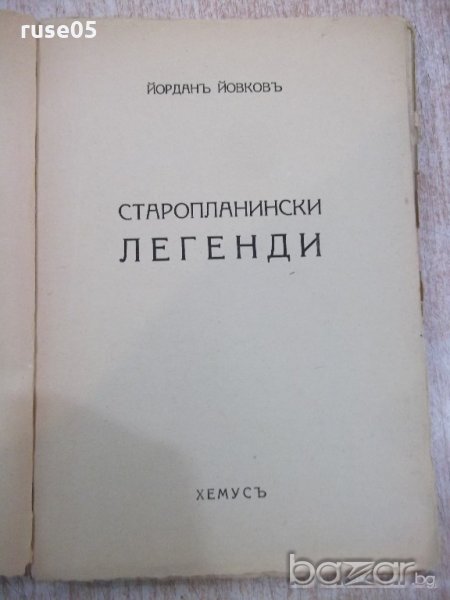 ruse05
ЙОРДАНЪ ЙОВКОВЪ
СТАРОПЛАНИНСКИ
ЛЕГЕНДИ
ХЕМУСЪ
bazar.bg